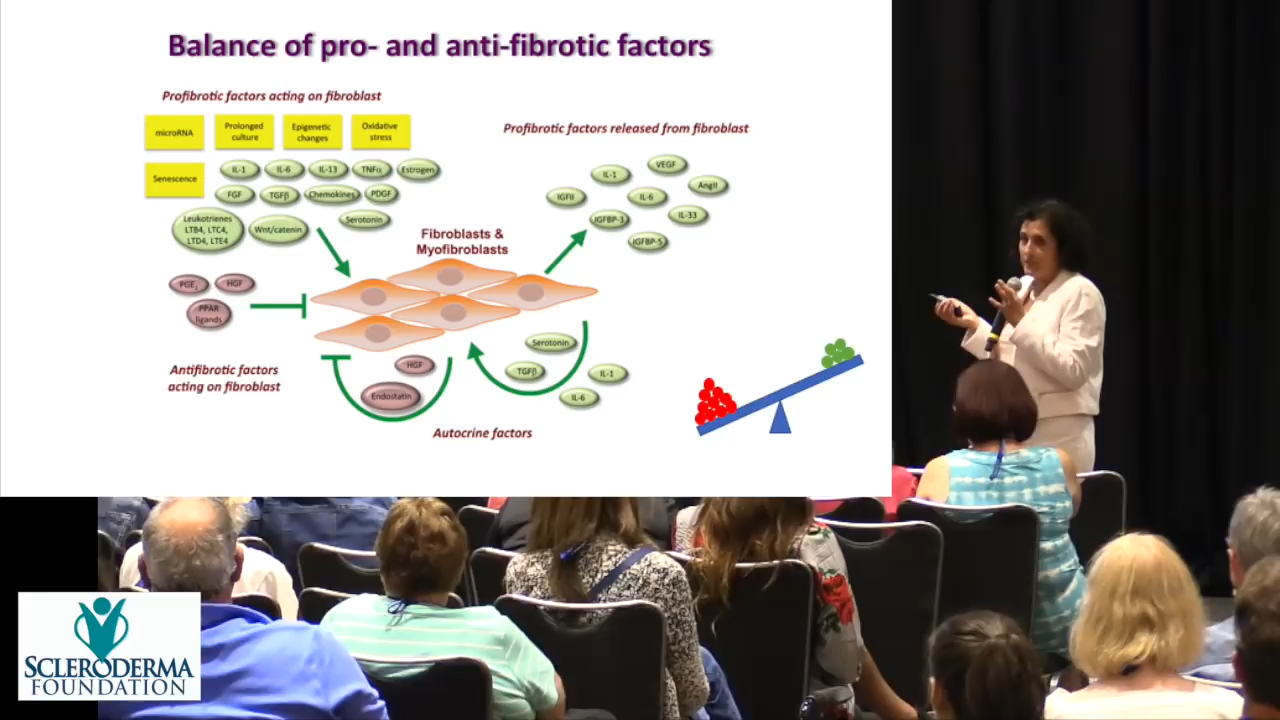 Balance of pro- and anti-fibrotic factors
Profibrotic factors acting on fibroblast
microRNA
Prolonged
culture
Epigenetic
changes
Oxidative
stress
Senescence
IL-1
IL-6
IL-13
TNFα
Estrogen
FGF
TGFβ
Chemokines
PDGF
Leukotrienes
LTB4, LTC4,
LTD4, LTE4
Wnt/catenin
Serotonin
Profibrotic factors released from fibroblast
VEGF
IL-1
AngII
IGFII
IL-6
IGFBP-3
IL-33
IGFBP-5
Fibroblasts &
Myofibroblasts
PGE2
HGF
PPAR
ligands
Antifibrotic factors
acting on fibroblast
HGF
Endostatin
Serotonin
TGFβ
IL-1
IL-6
Autocrine factors
SCLERODERMA
FOUNDATION